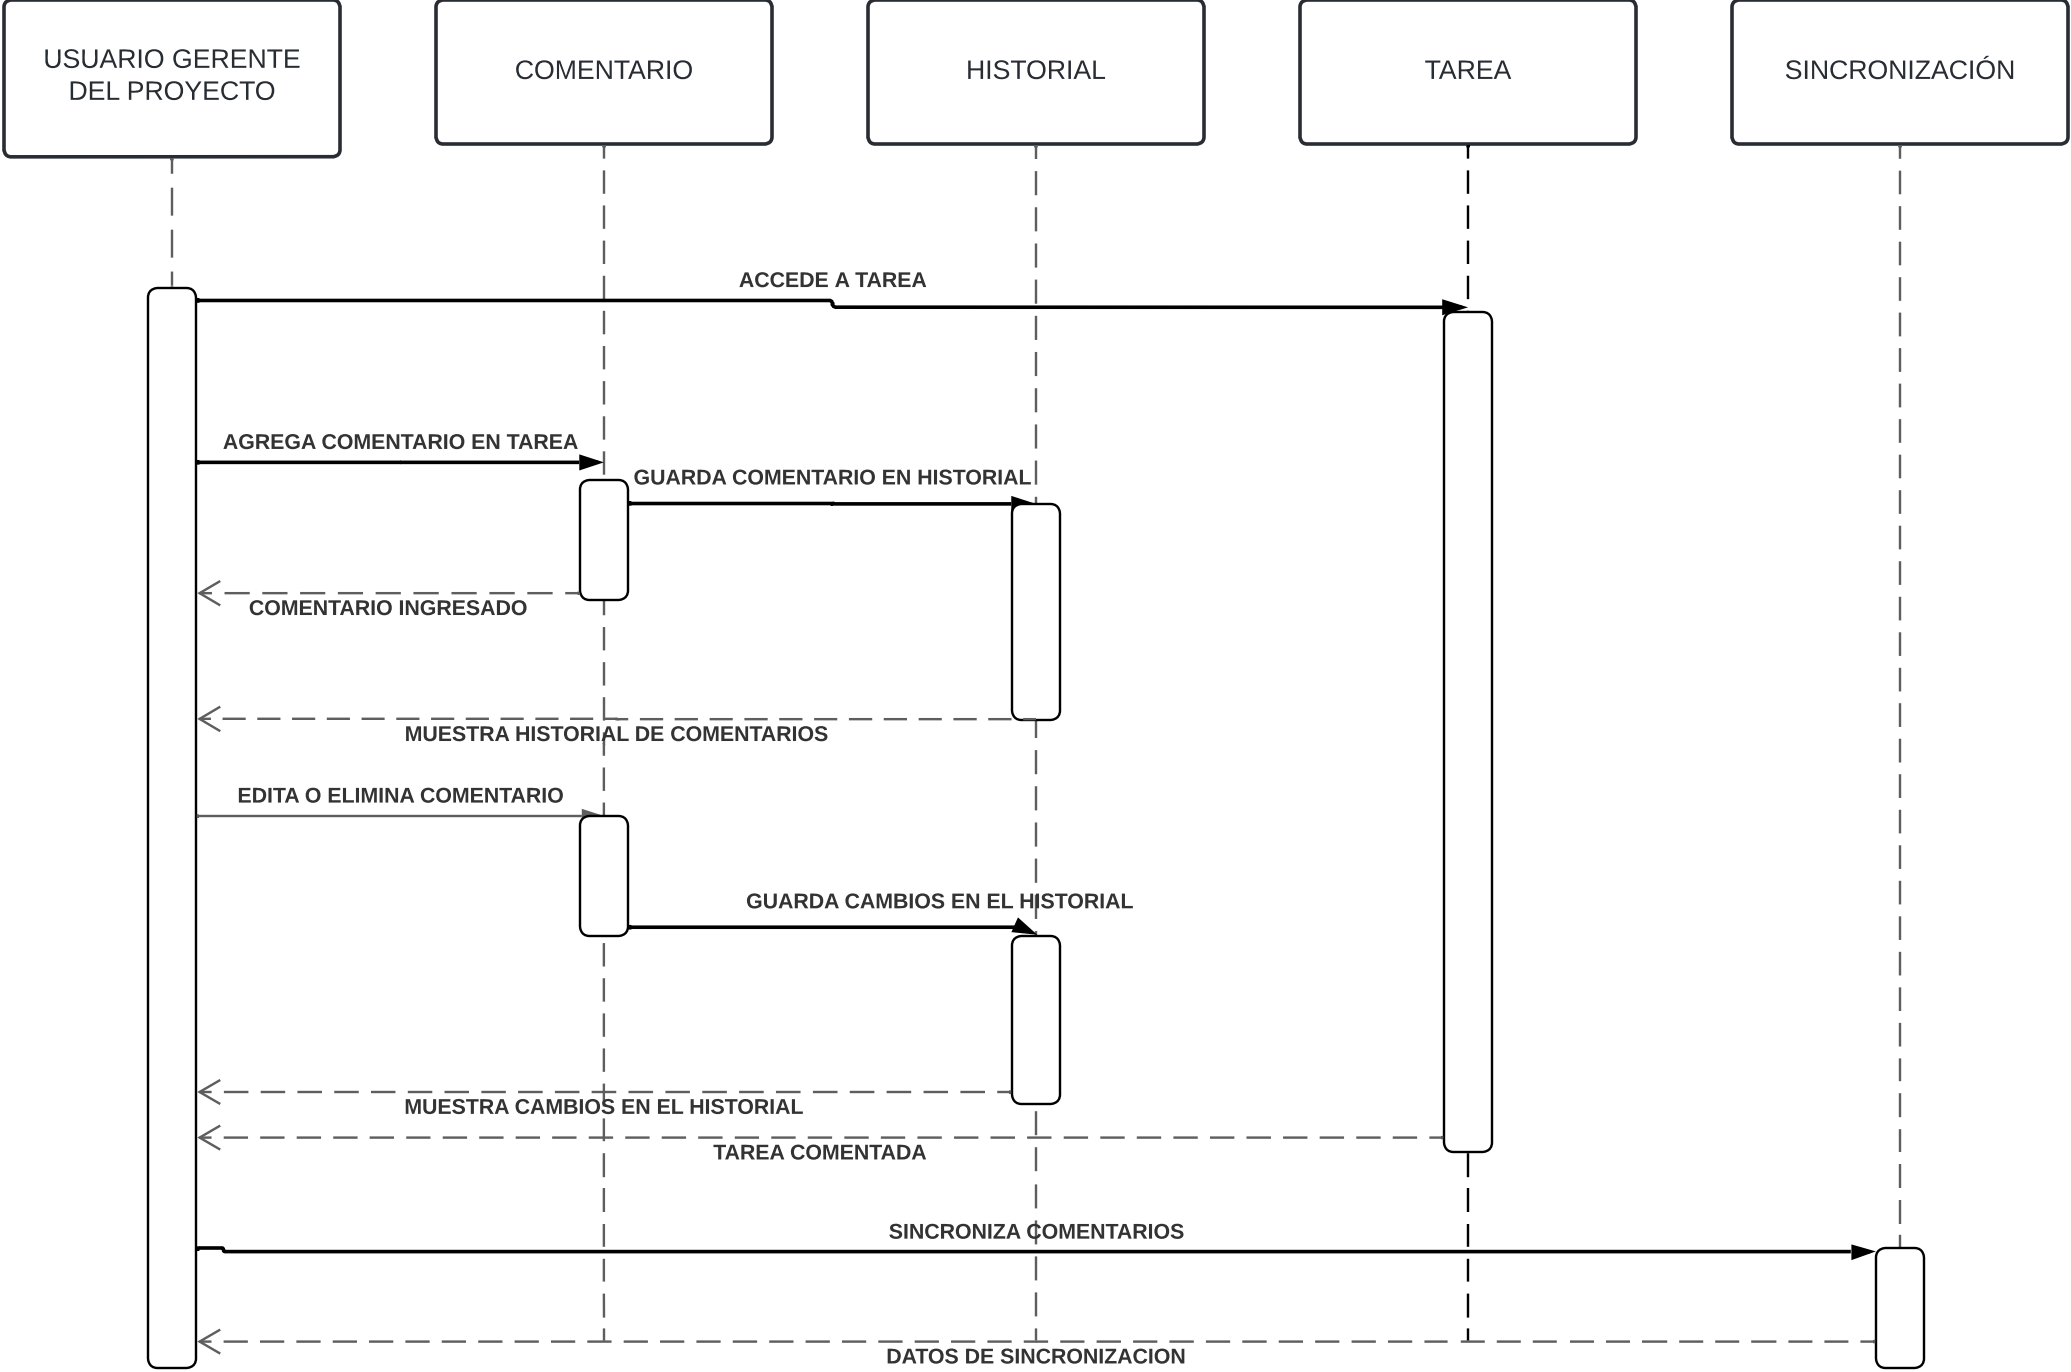 USUARIO GERENTE
DEL PROYECTO
COMENTARIO
HISTORIAL
TAREA
SINCRONIZACIÓN
ACCEDE A TAREA
AGREGA COMENTARIO EN TAREA
GUARDA COMENTARIO EN HISTORIAL
COMENTARIO INGRESADO
MUESTRA HISTORIAL DE COMENTARIOS
EDITA O ELIMINA COMENTARIO
GUARDA CAMBIOS EN EL HISTORIAL
MUESTRA CAMBIOS EN EL HISTORIAL
TAREA COMENTADA
SINCRONIZA COMENTARIOS
DATOS DE SINCRONIZACION